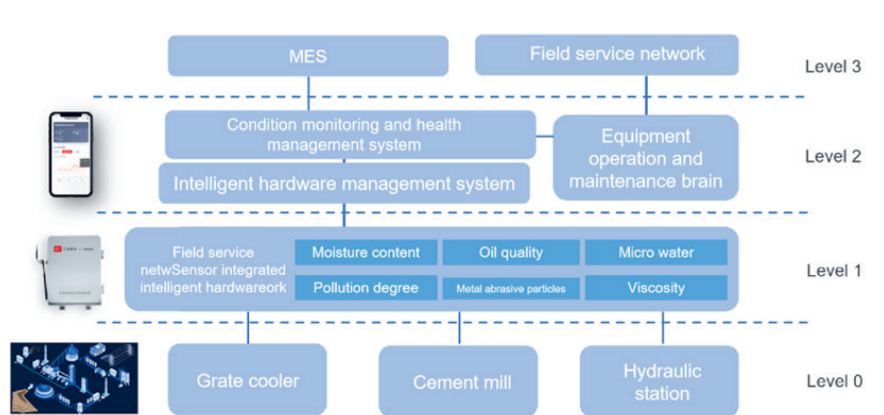 MES
Field service network
Level 3
Condition monitoring and health
management system
Equipment
operation and
maintenance brain
Level 2
Intelligent hardware management system
Field service
netwSensor integrated
intelligent hardwareork
Moisture content
Oil quality
Micro water
Pollution degree
Metal abrasive particles
Viscosity
Level 1
Grate cooler
Cement mill
Hydraulic
station
Level 0